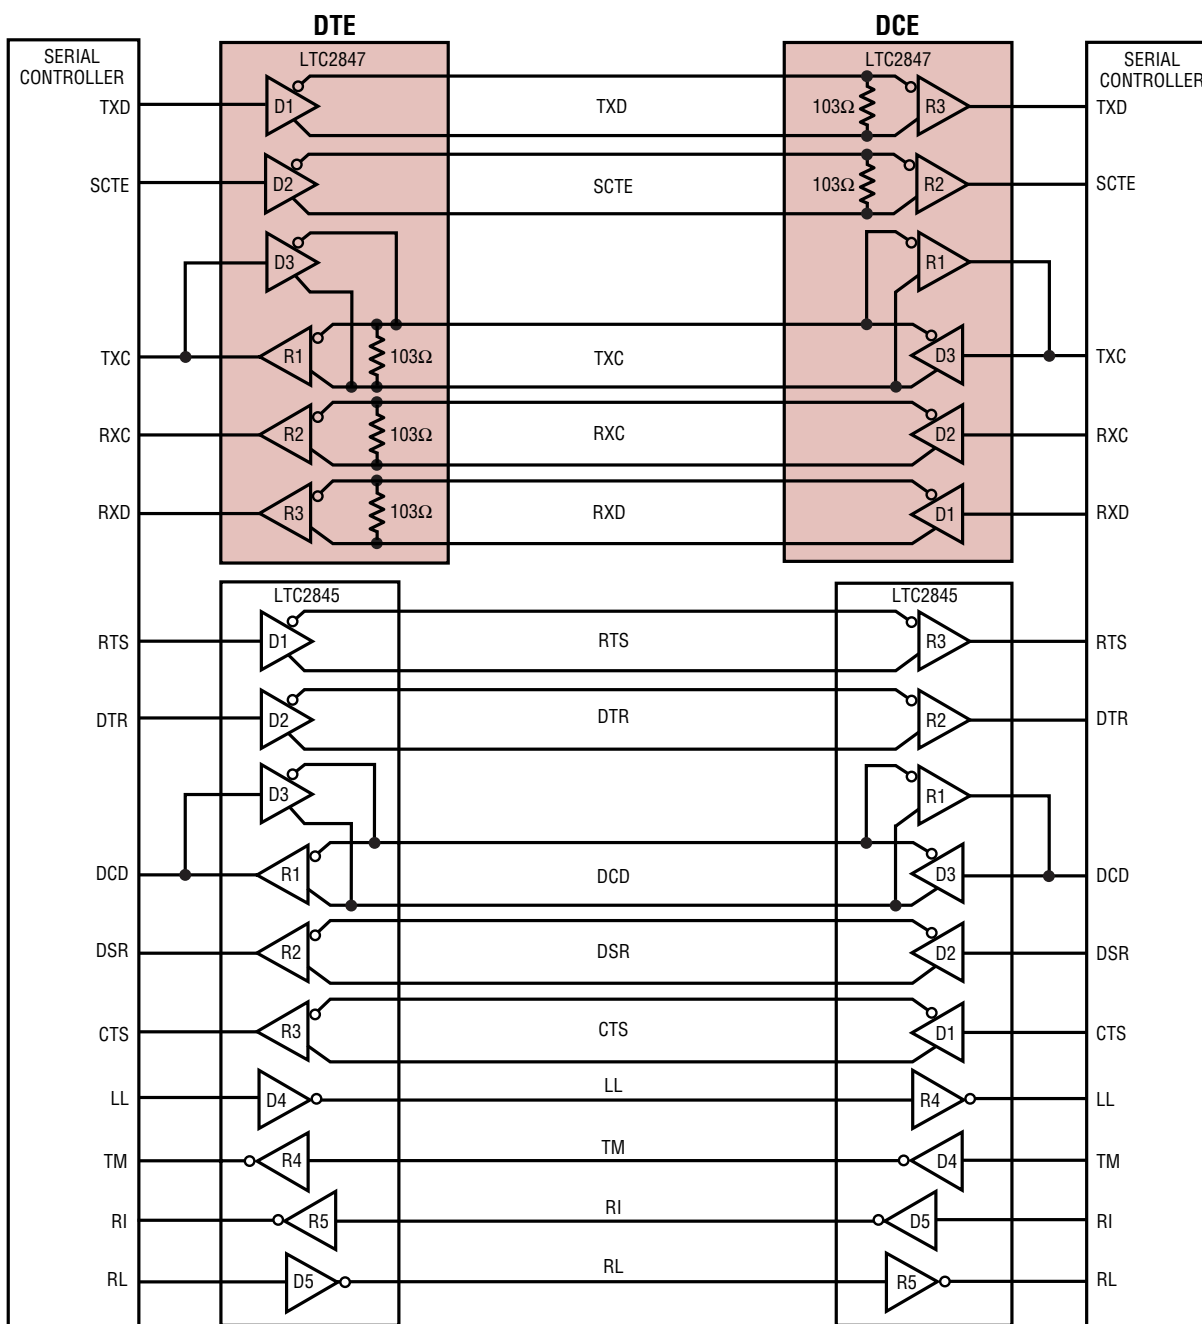 DTE DCE
SERIAL CONTROLLER LTC2847 LTC2847 SERIAL CONTROLLER
TXD D1 TXD 103Ω R3 TXD
SCTE D2 SCTE 103Ω R2 SCTE
D3 R1
TXC R1 103Ω TXC D3 TXC
RXC R2 103Ω RXC D2 RXC
RXD R3 103Ω RXD D1 RXD
LTC2845 LTC2845
RTS D1 RTS R3 RTS
DTR D2 DTR R2 DTR
D3 R1
DCD R1 DCD D3 DCD
DSR R2 DSR D2 DSR
CTS R3 CTS D1 CTS
LL D4 LL R4 LL
TM R4 TM D4 TM
RI R5 RI D5 RI
RL D5 RL R5 RL